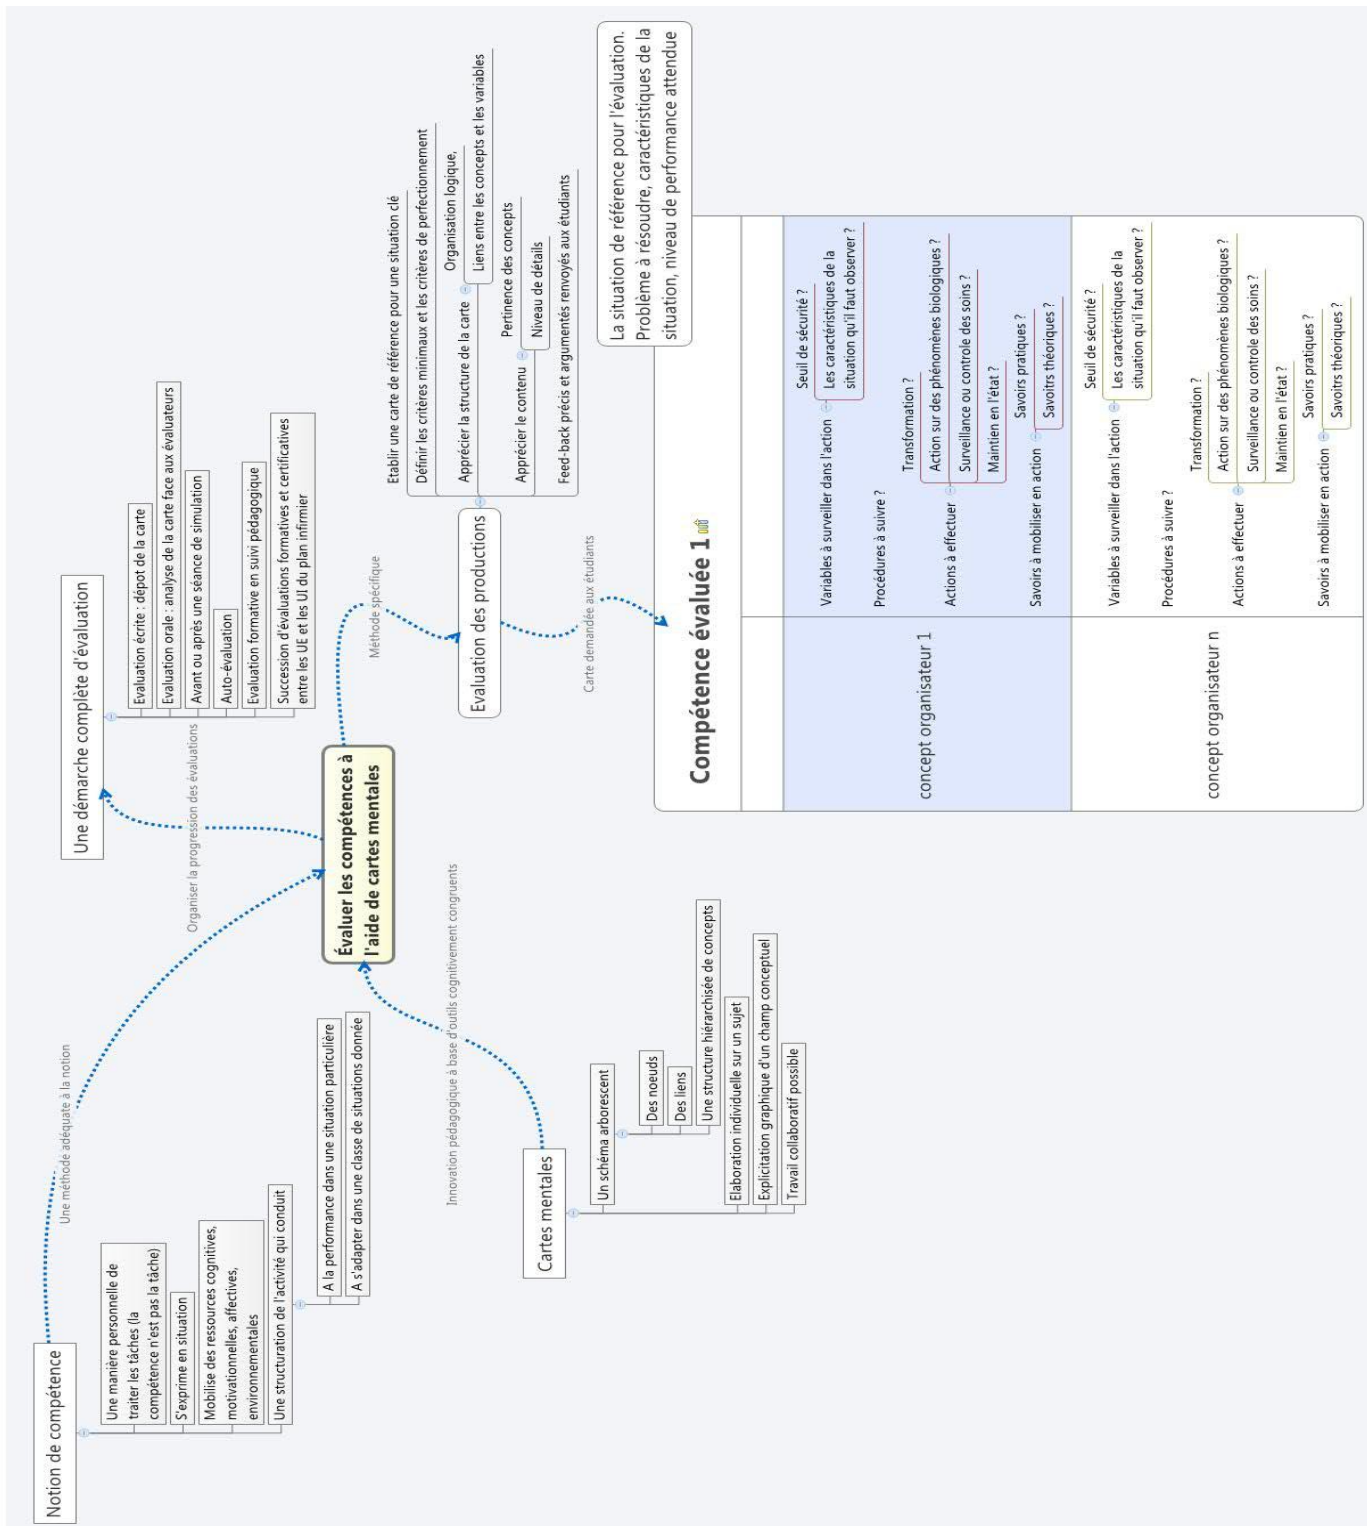 Notion de compétence
Une manière personnelle de
traiter les tâches (la
compétence n'est pas la tâche)
S'exprime en situation
Mobilise des ressources cognitives,
motivationnelles, affectives,
environnementales
Une structuration de l'activité qui conduit
A la performance dans une situation particulière
A s'adapter dans une classe de situations donnée
Une méthode adéquate à la notion
Évaluer les compétences à
l'aide de cartes mentales
Organiser la progression des évaluations
Une démarche complète d'évaluation
Evaluation écrite : dépot de la carte
Evaluation orale : analyse de la carte face aux évaluateurs
Avant ou après une séance de simulation
Auto-évaluation
Evaluation formative en suivi pédagogique
Succession d'évaluations formatives et certificatives
entre les UE et les UI du plan infirmier
Cartes mentales
Un schéma arborescent
Des noeuds
Des liens
Une structure hiérarchisée de concepts
Elaboration individuelle sur un sujet
Explicitation graphique d'un champ conceptuel
Travail collaboratif possible
Innovation pédagogique à base d'outils cognitivement congruents
Méthode spécifique
Evaluation des productions
Etablir une carte de référence pour une situation clé
Définir les critères minimaux et les critères de perfectionnement
Apprécier la structure de la carte
Organisation logique,
Liens entre les concepts et les variables
Apprécier le contenu
Pertinence des concepts
Niveau de détails
Feed-back précis et argumentés renvoyés aux étudiants
Carte demandée aux étudiants
La situation de référence pour l'évaluation.
Problème à résoudre, caractéristiques de la
situation, niveau de performance attendue
Compétence évaluée 1
concept organisateur 1
Variables à surveiller dans l'action
Seuil de sécurité ?
Les caractéristiques de la
situation qu'il faut observer ?
Procédures à suivre ?
Actions à effectuer
Transformation ?
Action sur des phénomènes biologiques ?
Surveillance ou controle des soins ?
Maintien en l'état ?
Savoirs à mobiliser en action
Savoirs pratiques ?
Savoitrs théoriques ?
concept organisateur n
Variables à surveiller dans l'action
Seuil de sécurité ?
Les caractéristiques de la
situation qu'il faut observer ?
Procédures à suivre ?
Actions à effectuer
Transformation ?
Action sur des phénomènes biologiques ?
Surveillance ou controle des soins ?
Maintien en l'état ?
Savoirs à mobiliser en action
Savoirs pratiques ?
Savoitrs théoriques ?